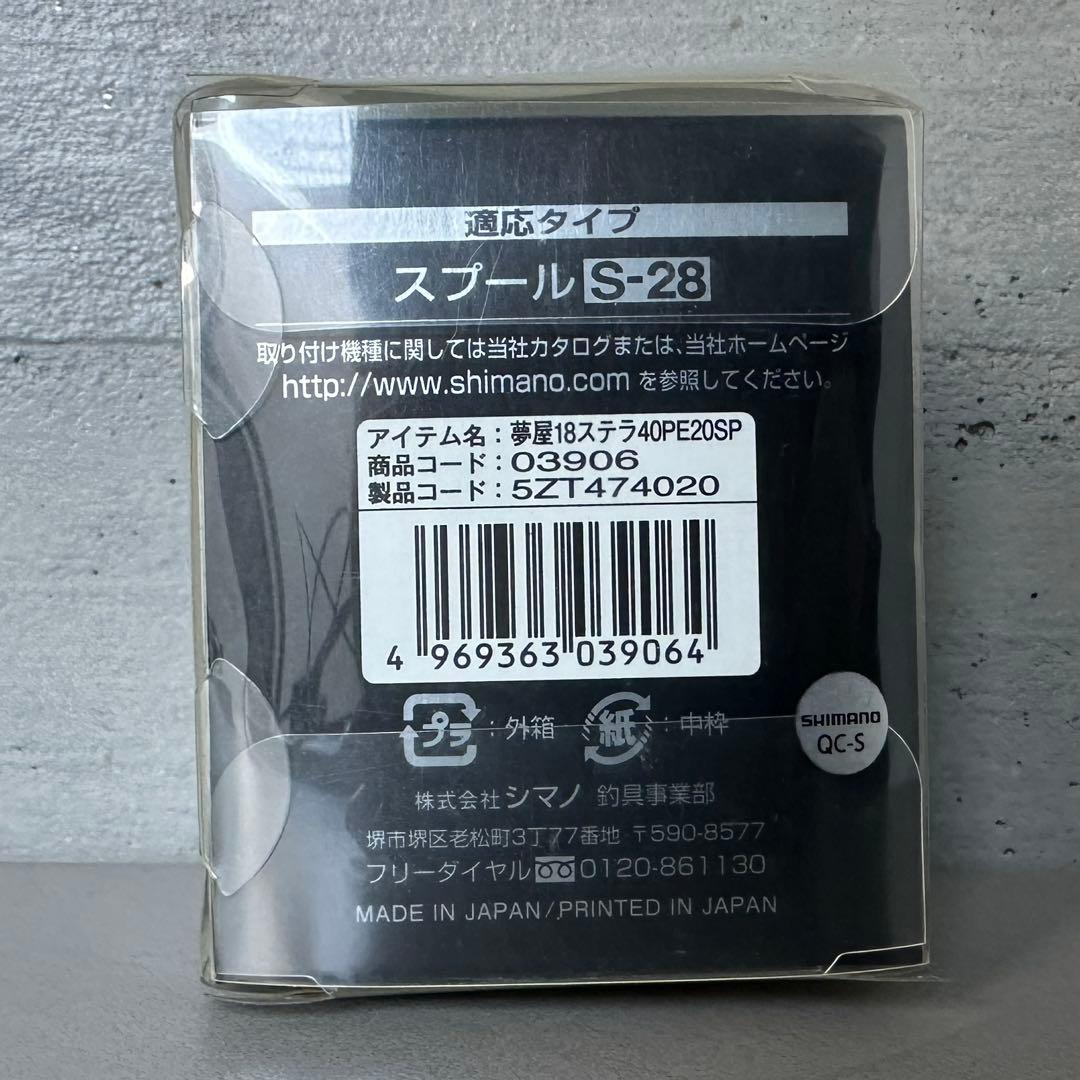 適応タイプ
スプール S-28
取り付け機種に関しては当社カタログまたは、当社ホームページ
http://www.shimano.com を参照してください。
アイテム名：夢屋18ステラ40PE20SP
商品コード：03906
製品コード：5ZT474020
4 969363 039064
プラ：外箱 紙：中枠
SHIMANO
QC-S
株式会社シマノ 釣具事業部
堺市堺区老松町3丁77番地 〒590-8577
フリーダイヤル 0120-861130
MADE IN JAPAN/PRINTED IN JAPAN